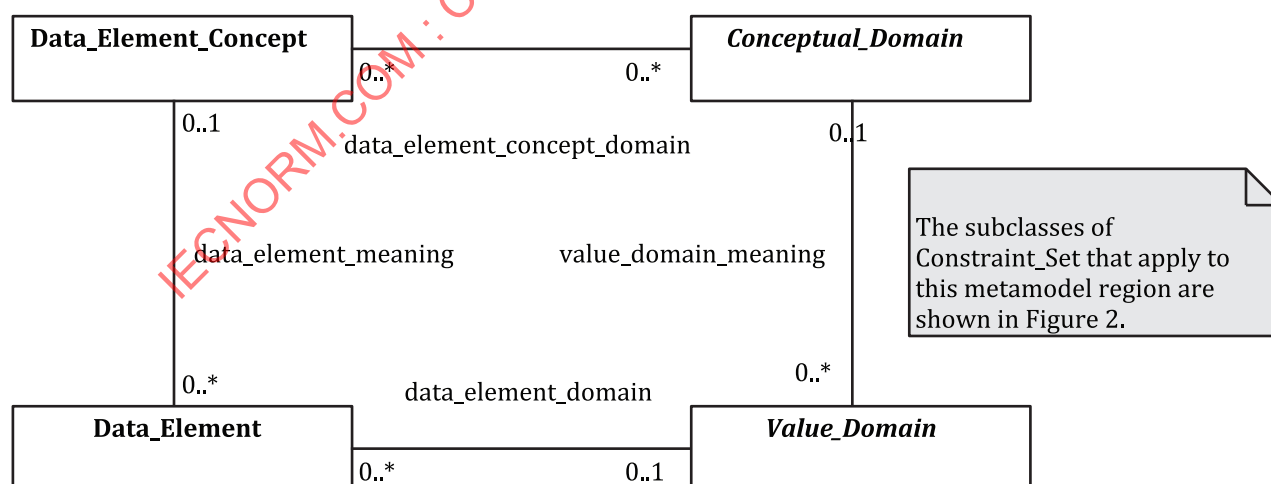 Data_Element_Concept
Conceptual_Domain
0..*
0..*
0..1
0..1
data_element_concept_domain
data_element_meaning
value_domain_meaning
The subclasses of
Constraint_Set that apply to
this metamodel region are
shown in Figure 2.
0..*
0..*
data_element_domain
Data_Element
Value_Domain
0..*
0..1
IECNORM.COM :